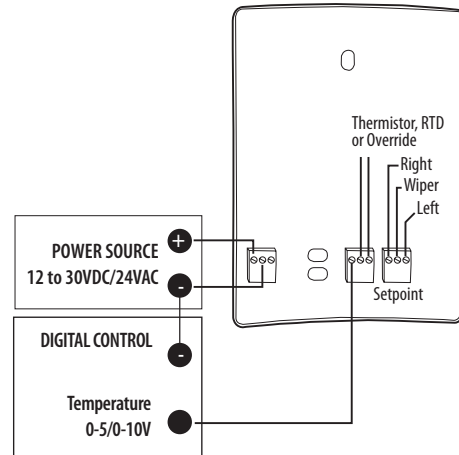 Thermistor, RTD
or Override
Right
Wiper
Left
Setpoint
+
POWER SOURCE
12 to 30VDC/24VAC
-
DIGITAL CONTROL
-
Temperature
0-5/0-10V